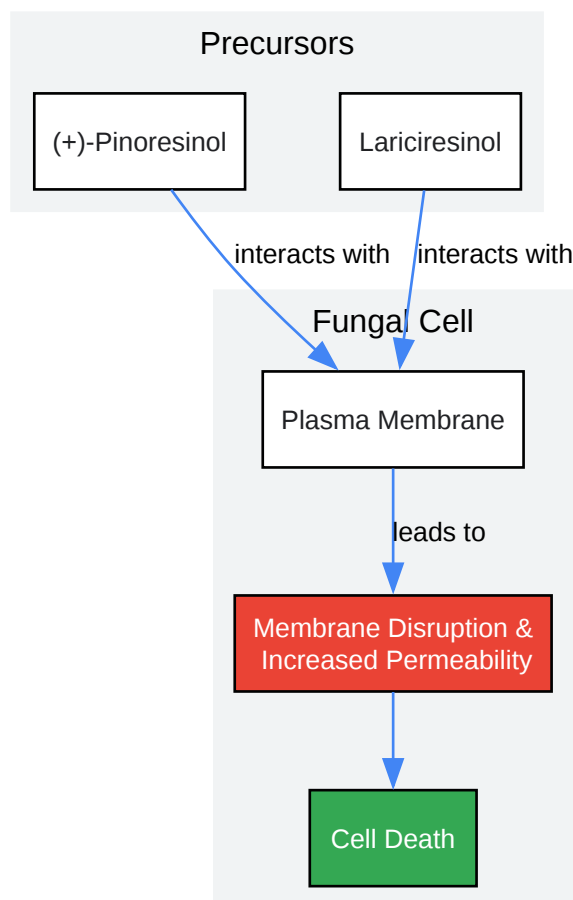 Precursors
(+)-Pinoresinol
Lariciresinol
interacts with
interacts with
Fungal Cell
Plasma Membrane
leads to
Membrane Disruption &
Increased Permeability
Cell Death